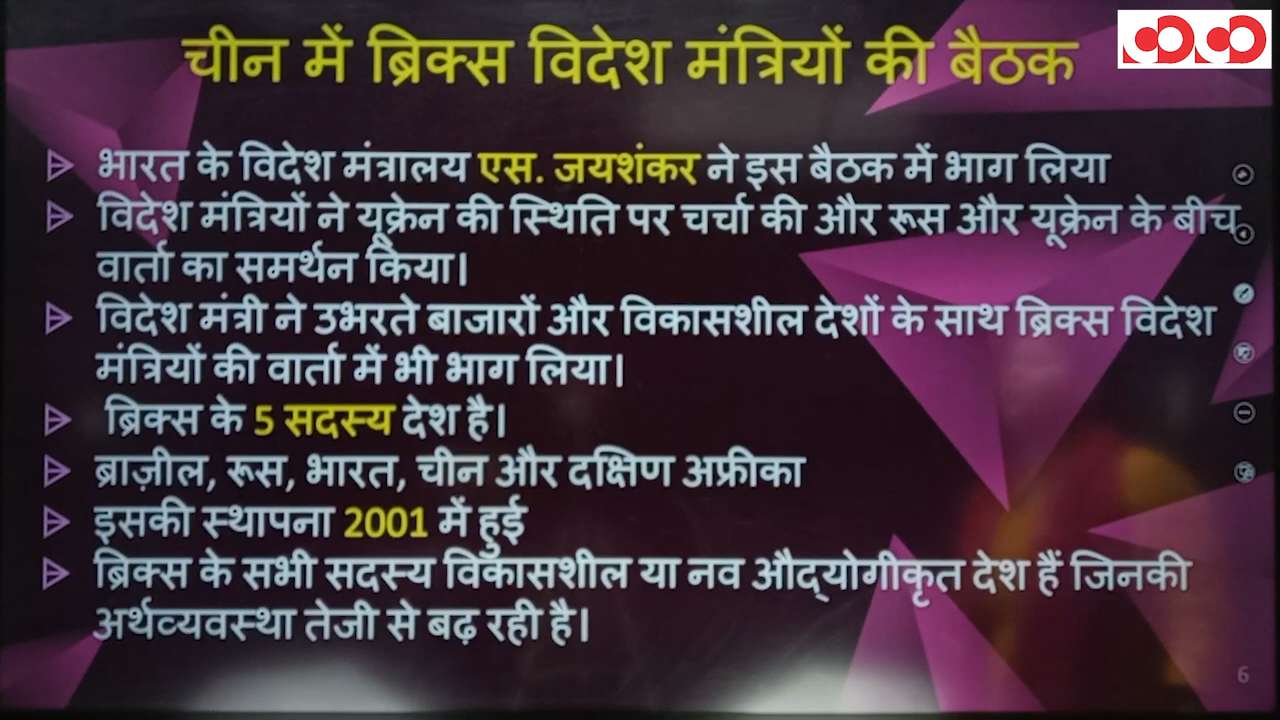 चीन में ब्रिक्स विदेश मंत्रियों की बैठक
भारत के विदेश मंत्रालय एस. जयशंकर ने इस बैठक में भाग लिया
विदेश मंत्रियों ने यूक्रेन की स्थिति पर चर्चा की और रूस और यूक्रेन के बीच
वार्ता का समर्थन किया।
विदेश मंत्री ने उभरते बाजारों और विकासशील देशों के साथ ब्रिक्स विदेश
मंत्रियों की वार्ता में भी भाग लिया।
ब्रिक्स के 5 सदस्य देश है।
ब्राज़ील, रूस, भारत, चीन और दक्षिण अफ्रीका
इसकी स्थापना 2001 में हुई
ब्रिक्स के सभी सदस्य विकासशील या नव औद्योगीकृत देश हैं जिनकी
अर्थव्यवस्था तेजी से बढ़ रही है।
6